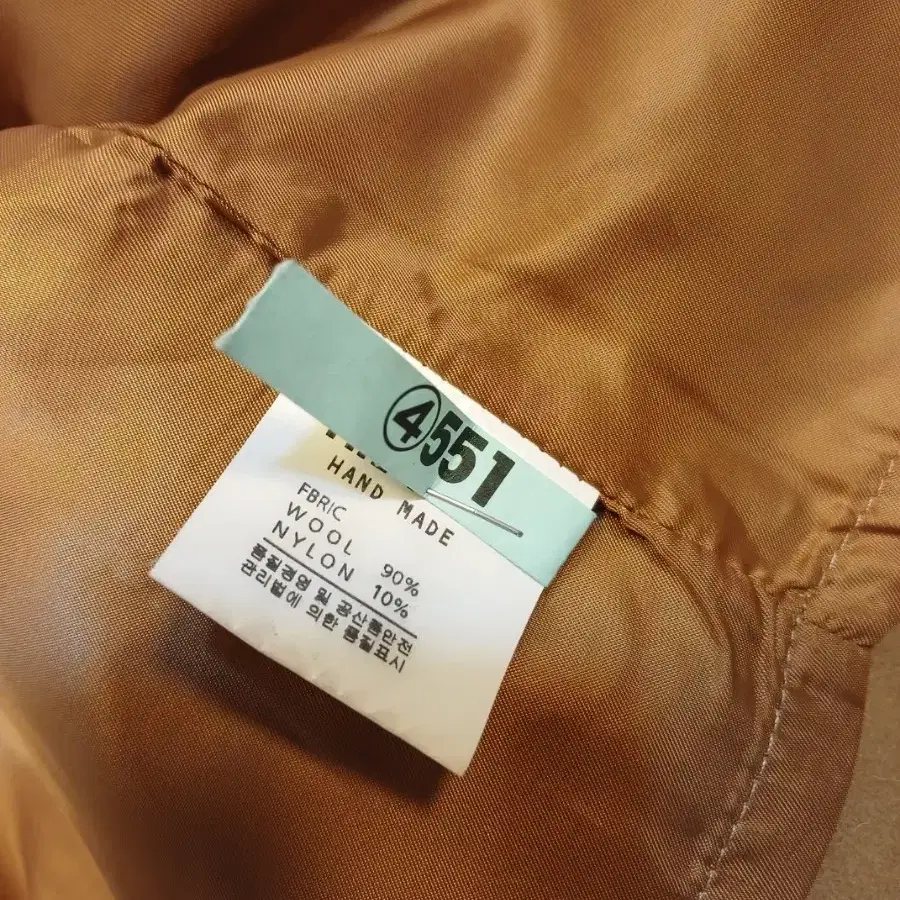 ④551
HAND MADE
FBRIC
WOOL 90%
NYLON 10%
품질경영 및 공산품안전
관리법에 의한 품질표시